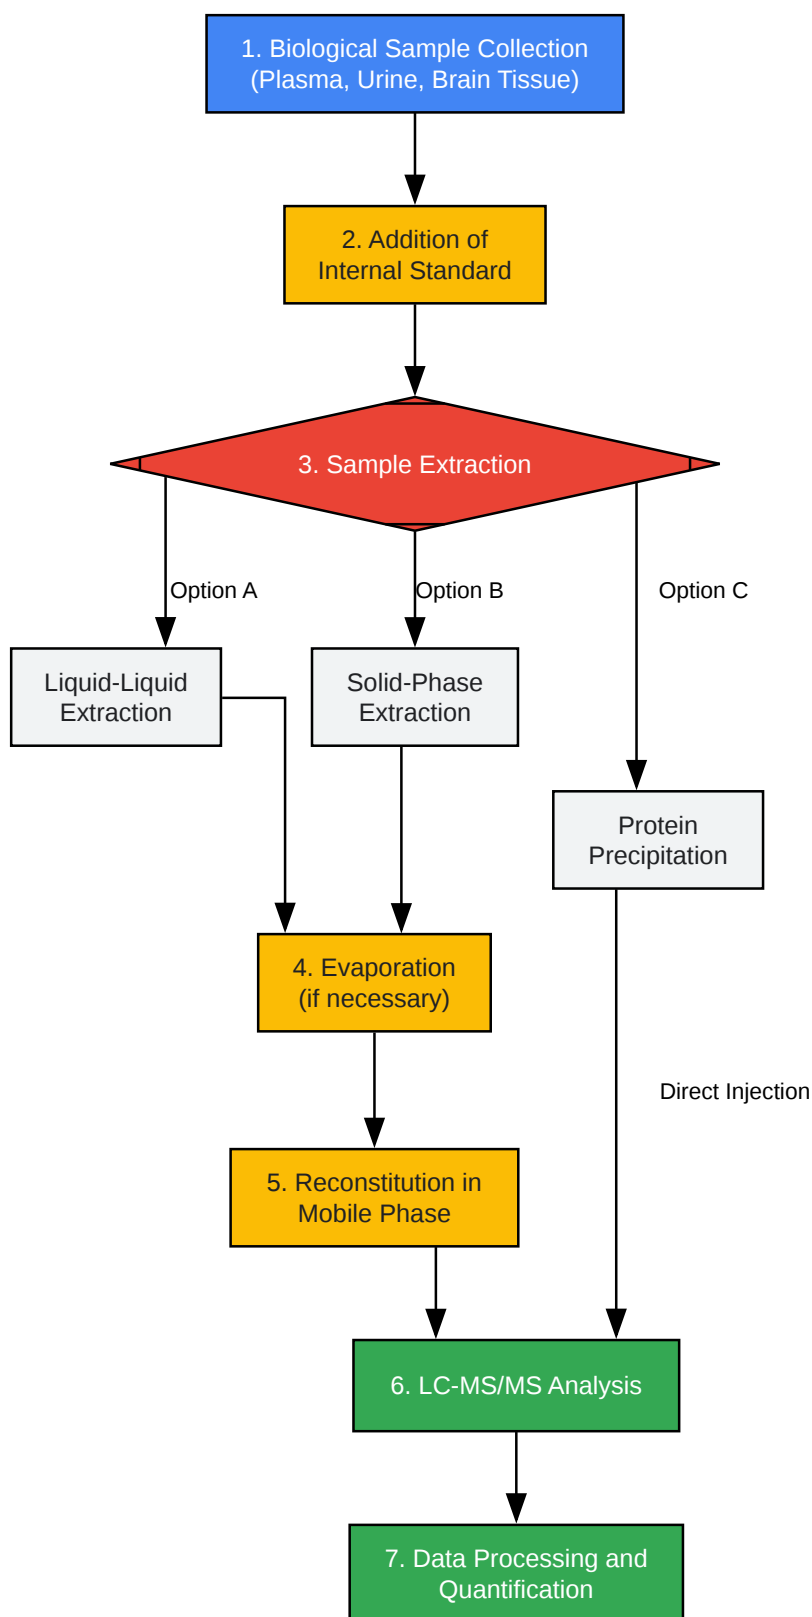 1. Biological Sample Collection
(Plasma, Urine, Brain Tissue)
2. Addition of
Internal Standard
3. Sample Extraction
Option A
Option B
Option C
Liquid-Liquid
Extraction
Solid-Phase
Extraction
Protein
Precipitation
4. Evaporation
(if necessary)
Direct Injection
5. Reconstitution in
Mobile Phase
6. LC-MS/MS Analysis
7. Data Processing and
Quantification